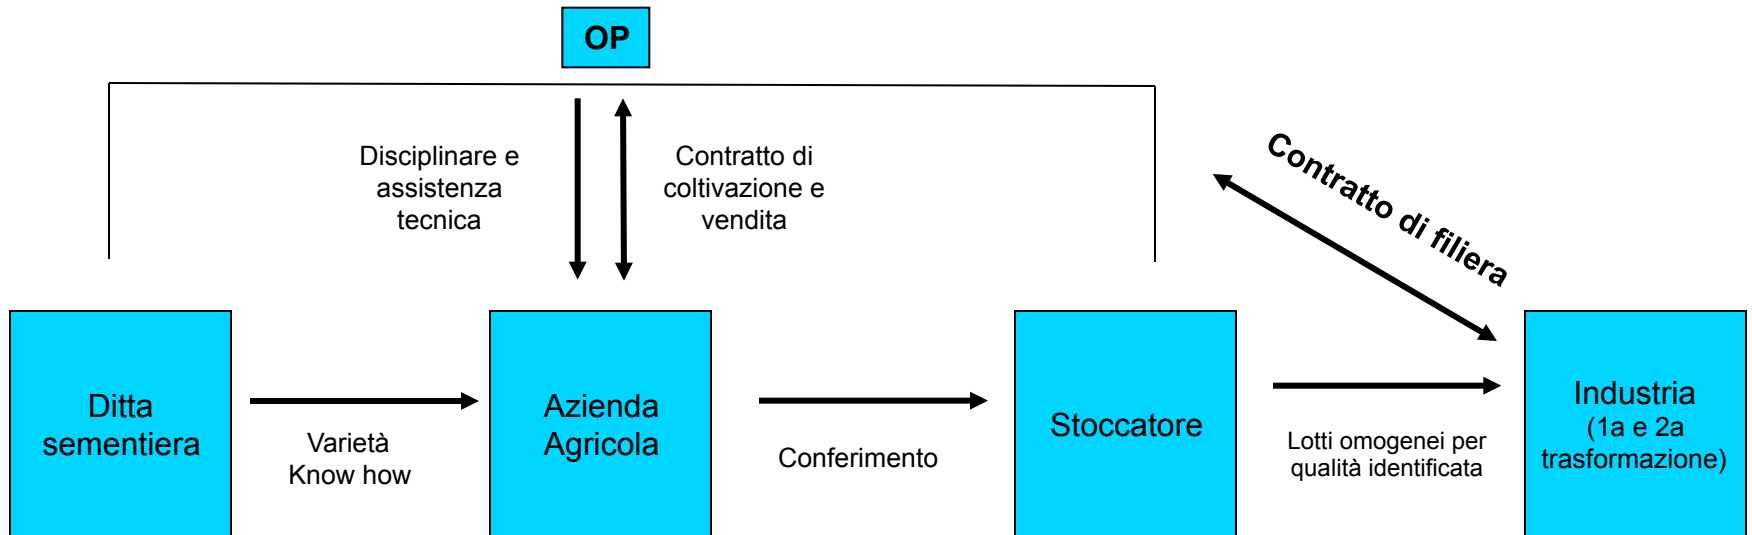 OP
Disciplinare e
assistenza
tecnica
Contratto di
coltivazione e
vendita
Contratto di filiera
Ditta
sementiera
Varietà
Know how
Azienda
Agricola
Conferimento
Stoccatore
Lotti omogenei per
qualità identificata
Industria
(1a e 2a
trasformazione)